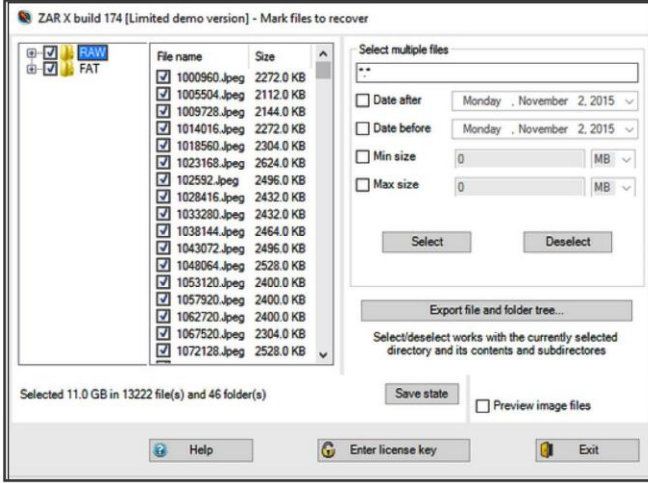 ZAR X build 174 [Limited demo version] - Mark files to recover
RAW
FAT
File name Size
1000960.Jpeg 2272.0 KB
1005504.Jpeg 2112.0 KB
1009728.Jpeg 2144.0 KB
1014016.Jpeg 2272.0 KB
1018560.Jpeg 2304.0 KB
1023168.Jpeg 2624.0 KB
102592.Jpeg 2496.0 KB
1028416.Jpeg 2432.0 KB
1033280.Jpeg 2432.0 KB
1038144.Jpeg 2464.0 KB
1043072.Jpeg 2496.0 KB
1048064.Jpeg 2528.0 KB
1053120.Jpeg 2400.0 KB
1057920.Jpeg 2400.0 KB
1062720.Jpeg 2400.0 KB
1067520.Jpeg 2304.0 KB
1072128.Jpeg 2528.0 KB
Select multiple files
*.*
Date after Monday , November 2, 2015
Date before Monday , November 2, 2015
Min size 0 MB
Max size 0 MB
Select Deselect
Export file and folder tree...
Select/deselect works with the currently selected
directory and its contents and subdirectores
Selected 11.0 GB in 13222 file(s) and 46 folder(s)
Save state
Preview image files
Help Enter license key Exit